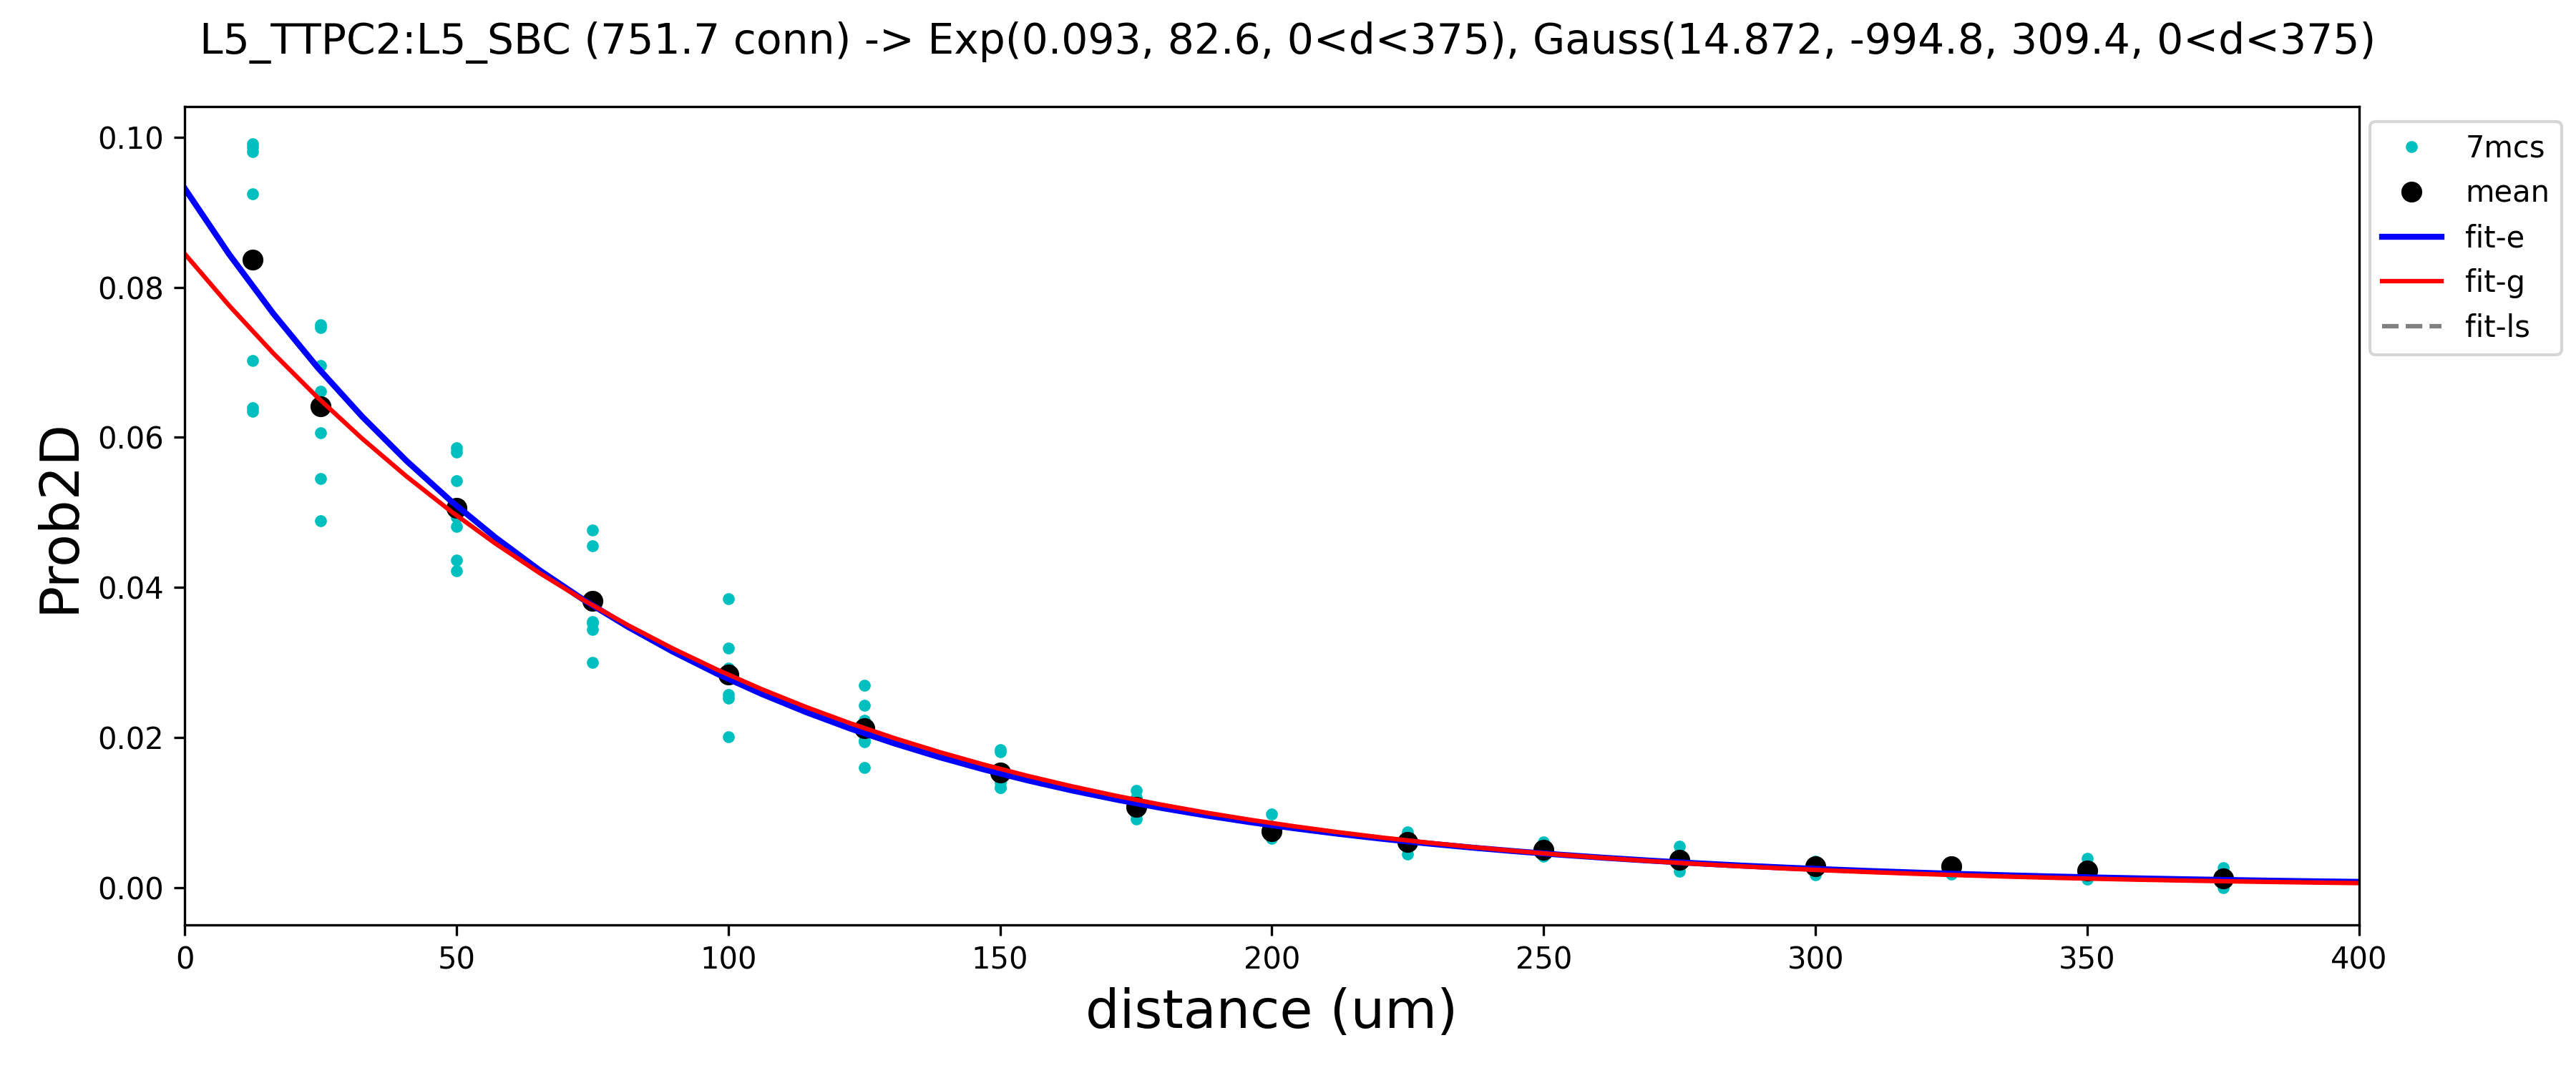 L5_TTPC2:L5_SBC (751.7 conn) -> Exp(0.093, 82.6, 0<d<375), Gauss(14.872, -994.8, 309.4, 0<d<375)
0.10
0.08
0.06
0.04
0.02
0.00
Prob2D
0 50 100 150 200 250 300 350 400
distance (um)
7mcs
mean
fit-e
fit-g
fit-ls